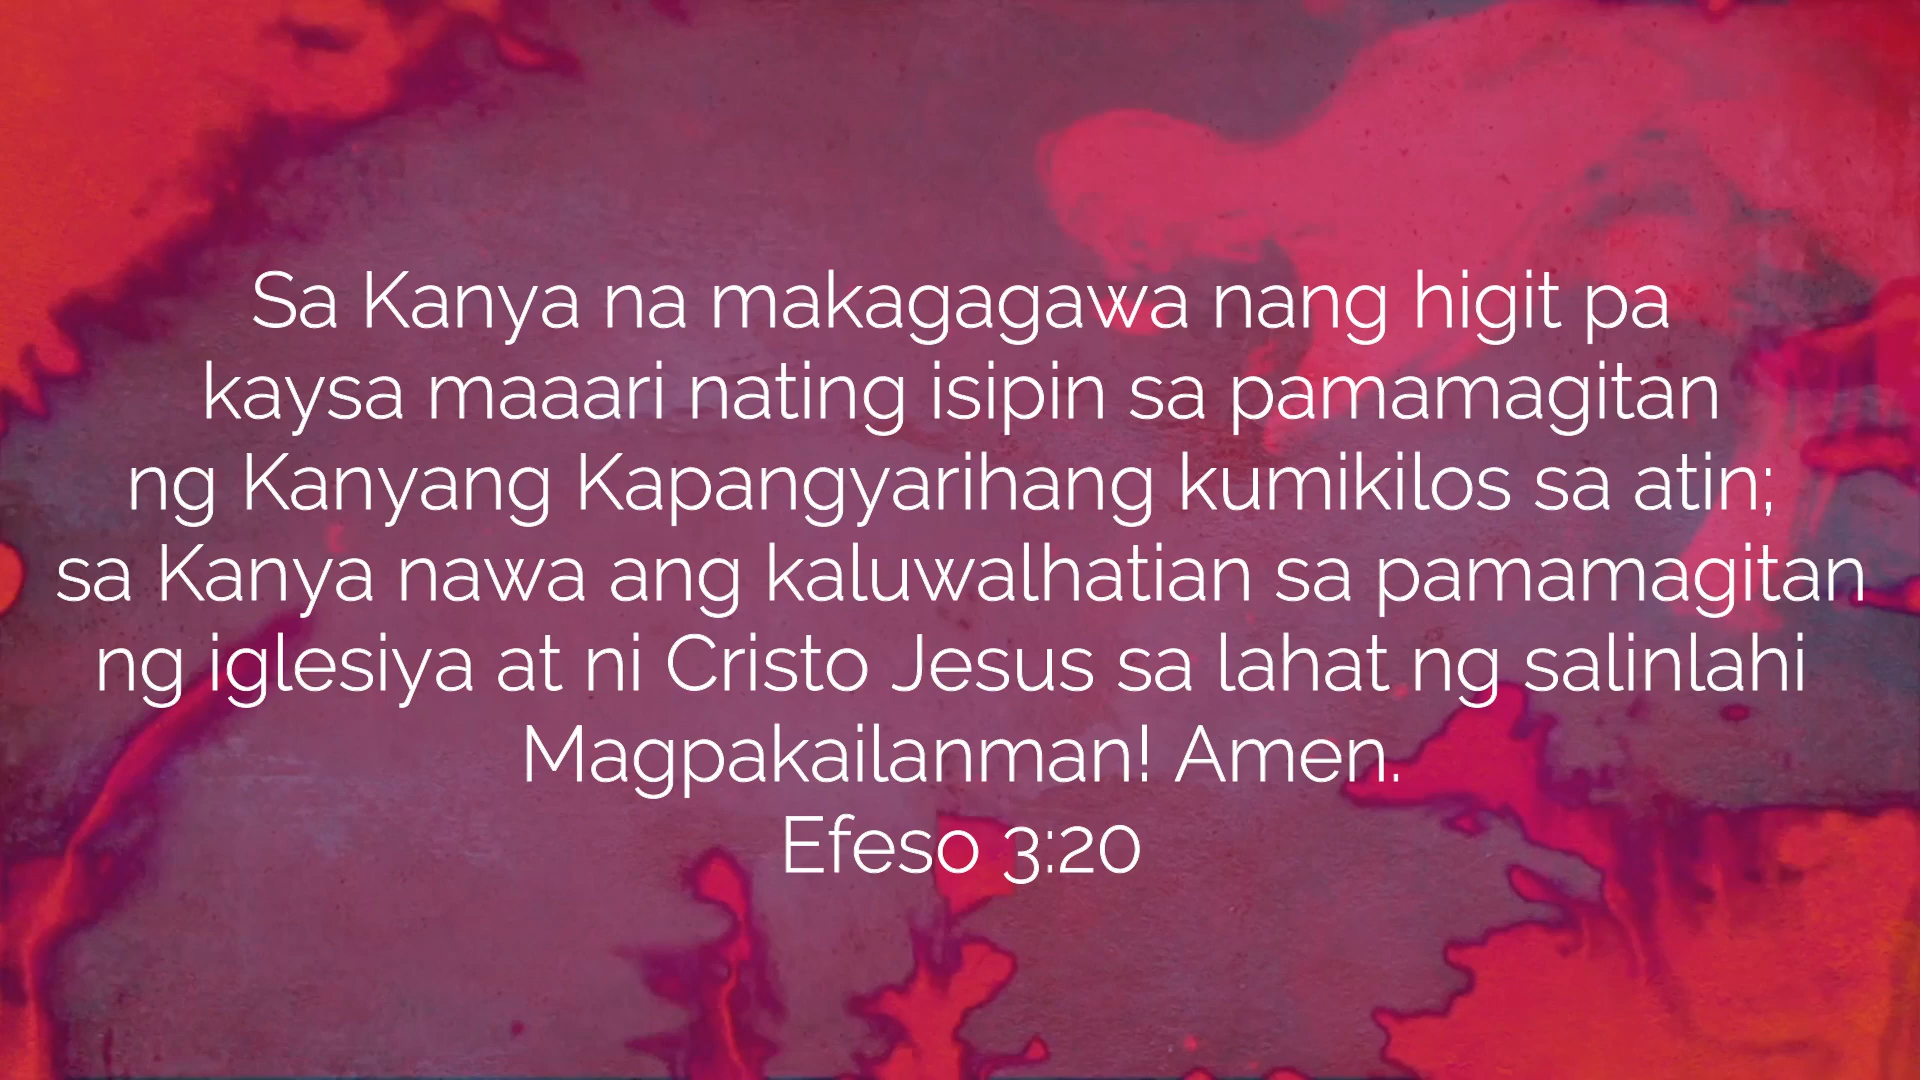 Sa Kanya na makagagawa nang higit pa
kaysa maaari nating isipin sa pamamagitan
ng Kanyang Kapangyarihang kumikilos sa atin;
sa Kanya nawa ang kaluwalhatian sa pamamagitan
ng iglesiya at ni Cristo Jesus sa lahat ng salinlahi
Magpakailanman! Amen.
Efeso 3:20